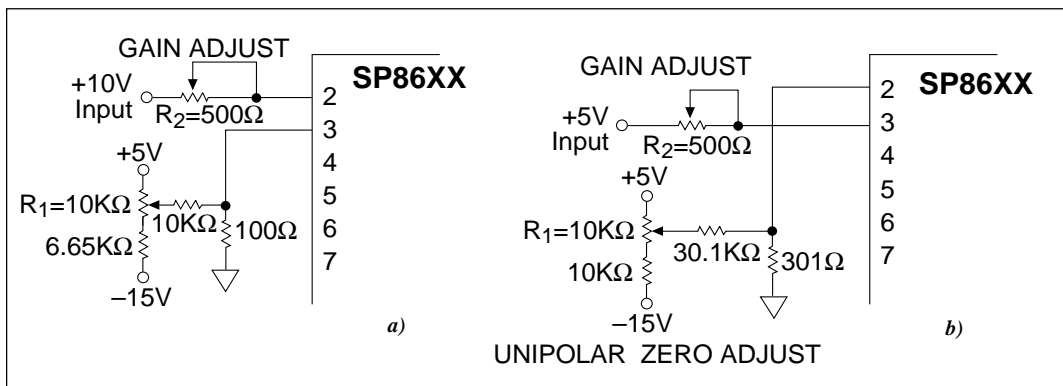 GAIN ADJUST
SP86XX
+10V
Input
R2=500Ω
2
3
4
5
6
7
+5V
R1=10KΩ
10KΩ
100Ω
6.65KΩ
–15V
a)
GAIN ADJUST
SP86XX
+5V
Input
R2=500Ω
2
3
4
5
6
7
+5V
R1=10KΩ
30.1KΩ
301Ω
10KΩ
–15V
b)
UNIPOLAR ZERO ADJUST